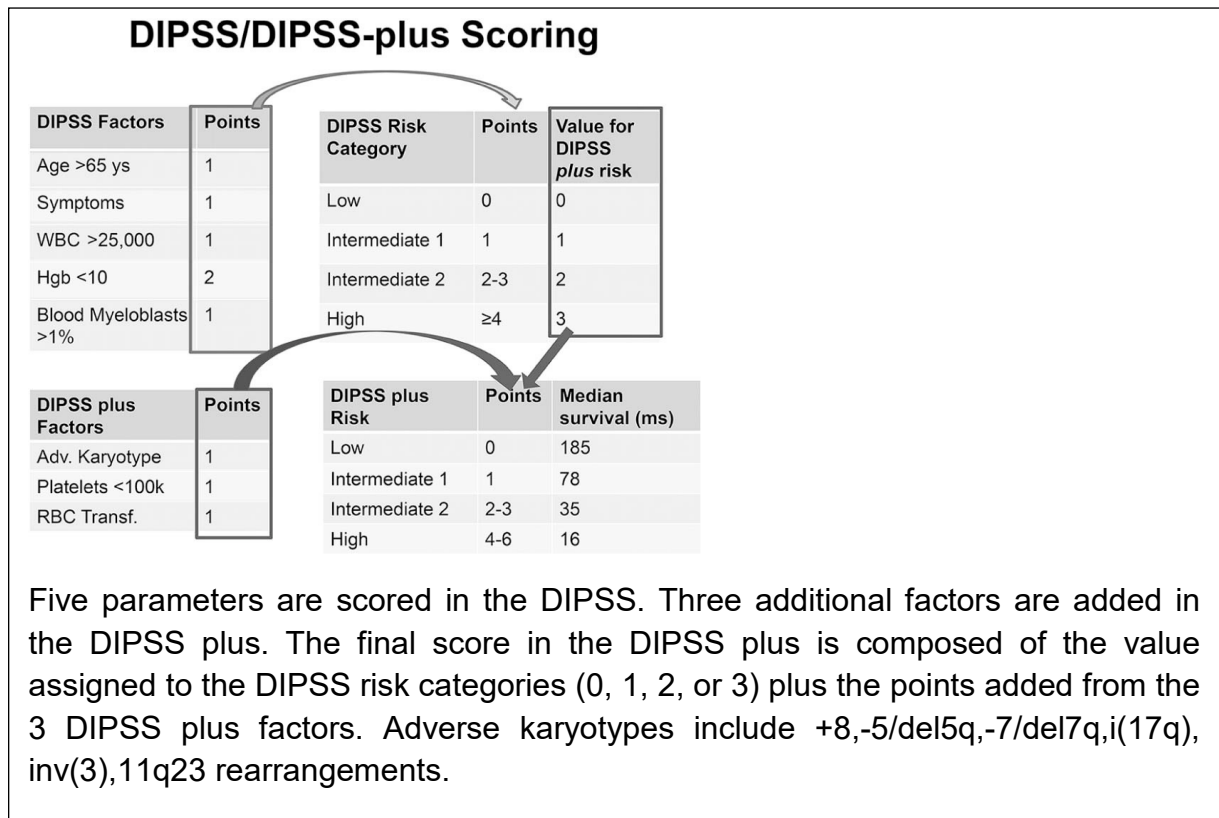 DIPSS/DIPSS-plus Scoring
DIPSS Factors Points
Age >65 ys 1
Symptoms 1
WBC >25,000 1
Hgb <10 2
Blood Myeloblasts 1
>1%
DIPSS Risk Points Value for
Category DIPSS
plus risk
Low 0 0
Intermediate 1 1 1
Intermediate 2 2-3 2
High ≥4 3
DIPSS plus Points
Factors
Adv. Karyotype 1
Platelets <100k 1
RBC Transf. 1
DIPSS plus Points Median
Risk survival (ms)
Low 0 185
Intermediate 1 1 78
Intermediate 2 2-3 35
High 4-6 16
Five parameters are scored in the DIPSS. Three additional factors are added in
the DIPSS plus. The final score in the DIPSS plus is composed of the value
assigned to the DIPSS risk categories (0, 1, 2, or 3) plus the points added from the
3 DIPSS plus factors. Adverse karyotypes include +8,-5/del5q,-7/del7q,i(17q),
inv(3),11q23 rearrangements.